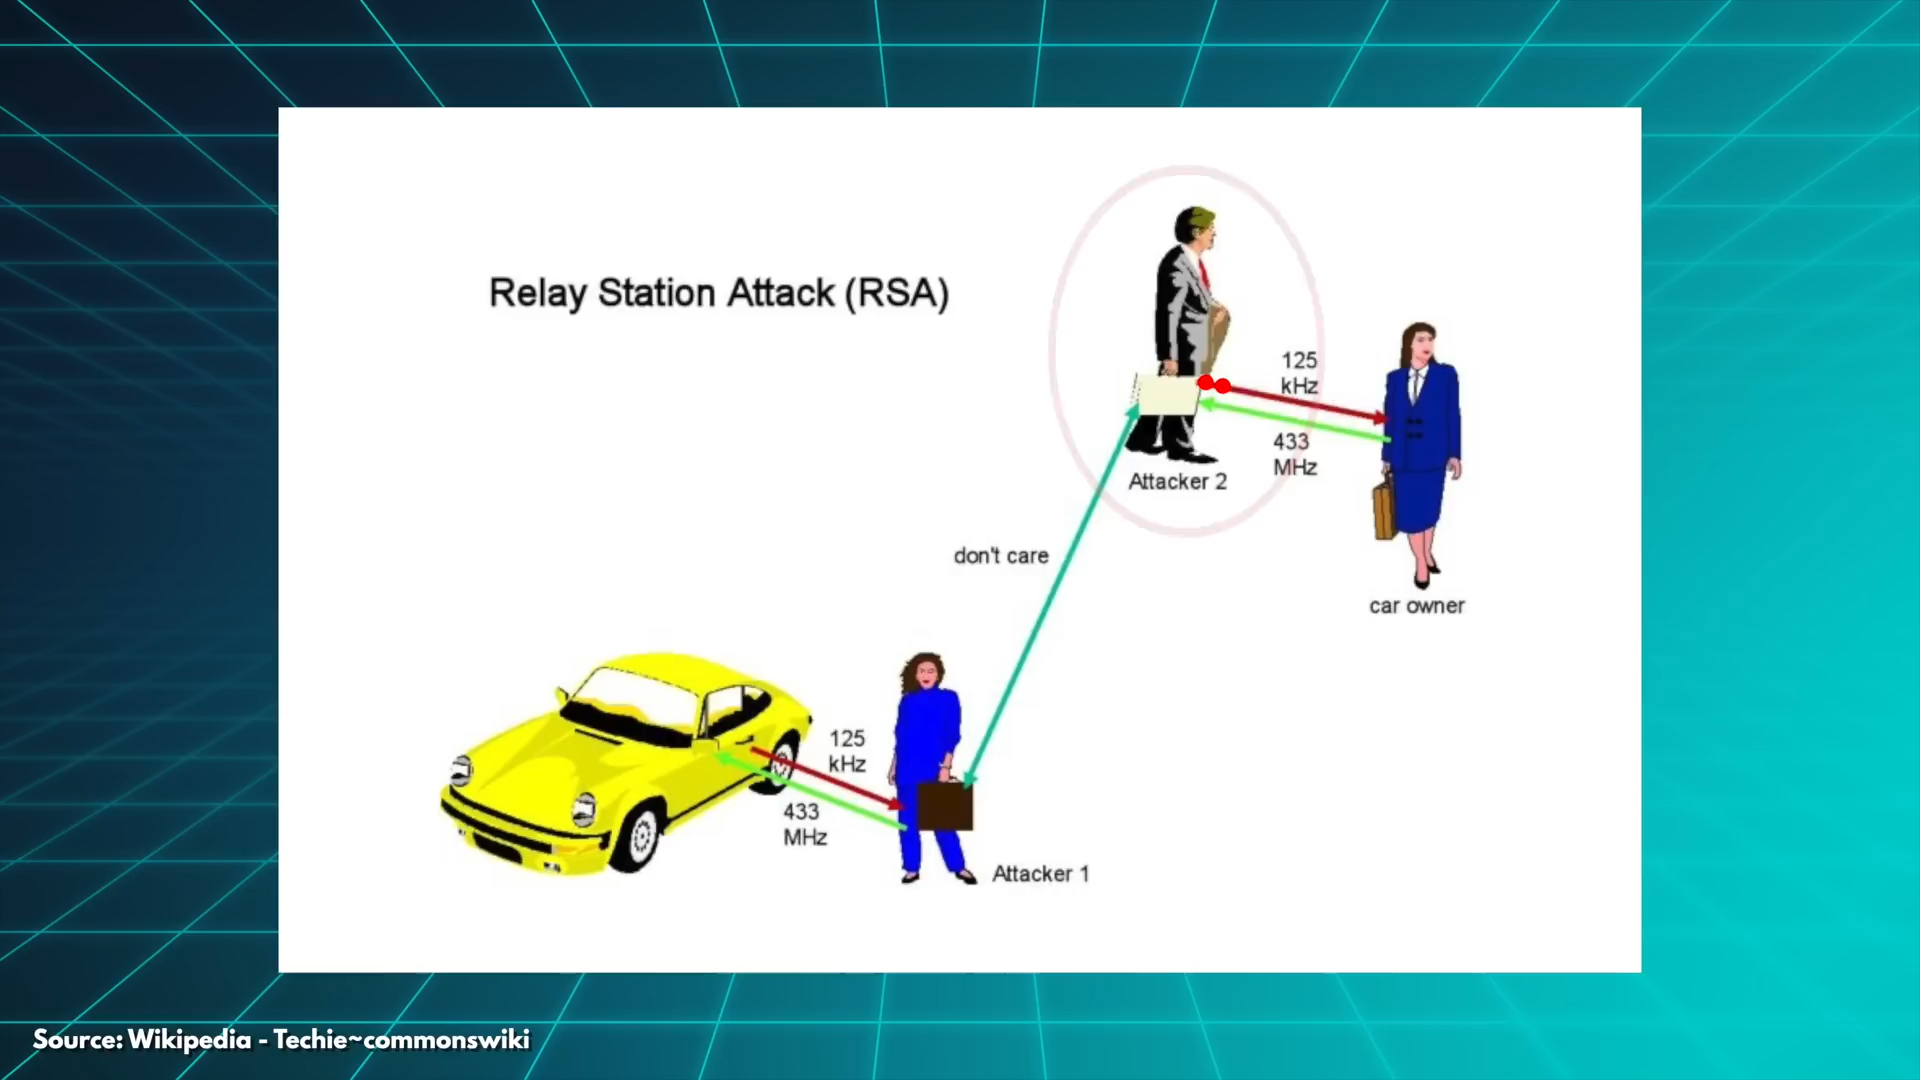 Relay Station Attack (RSA)
125
kHz
433
MHz
Attacker 2
don't care
car owner
125
kHz
433
MHz
Attacker 1
Source: Wikipedia - Techie~commonswiki